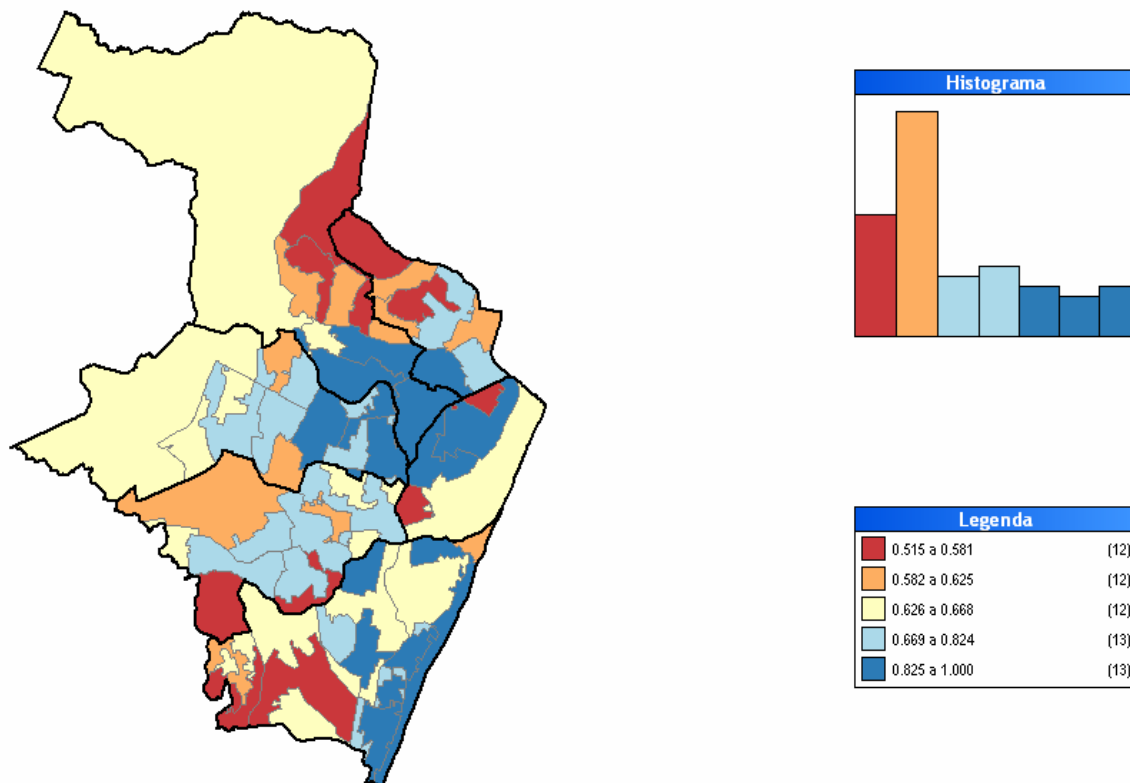 Histograma
Legenda
0.515 a 0.581 (12)
0.582 a 0.625 (12)
0.626 a 0.668 (12)
0.669 a 0.824 (13)
0.825 a 1.000 (13)